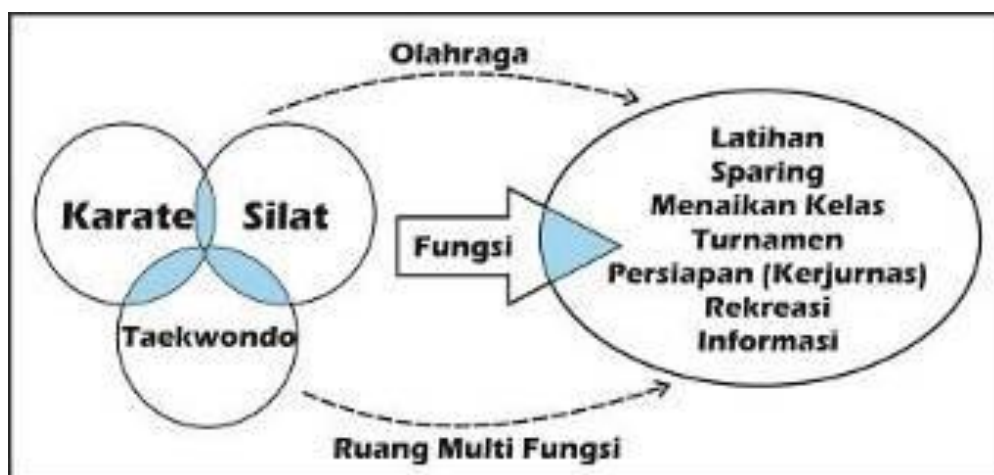 Olahraga
Karate
Silat
Taekwondo
Fungsi
Latihan
Sparing
Menaikan Kelas
Turnamen
Persiapan (Kerjurnas)
Rekreasi
Informasi
Ruang Multi Fungsi